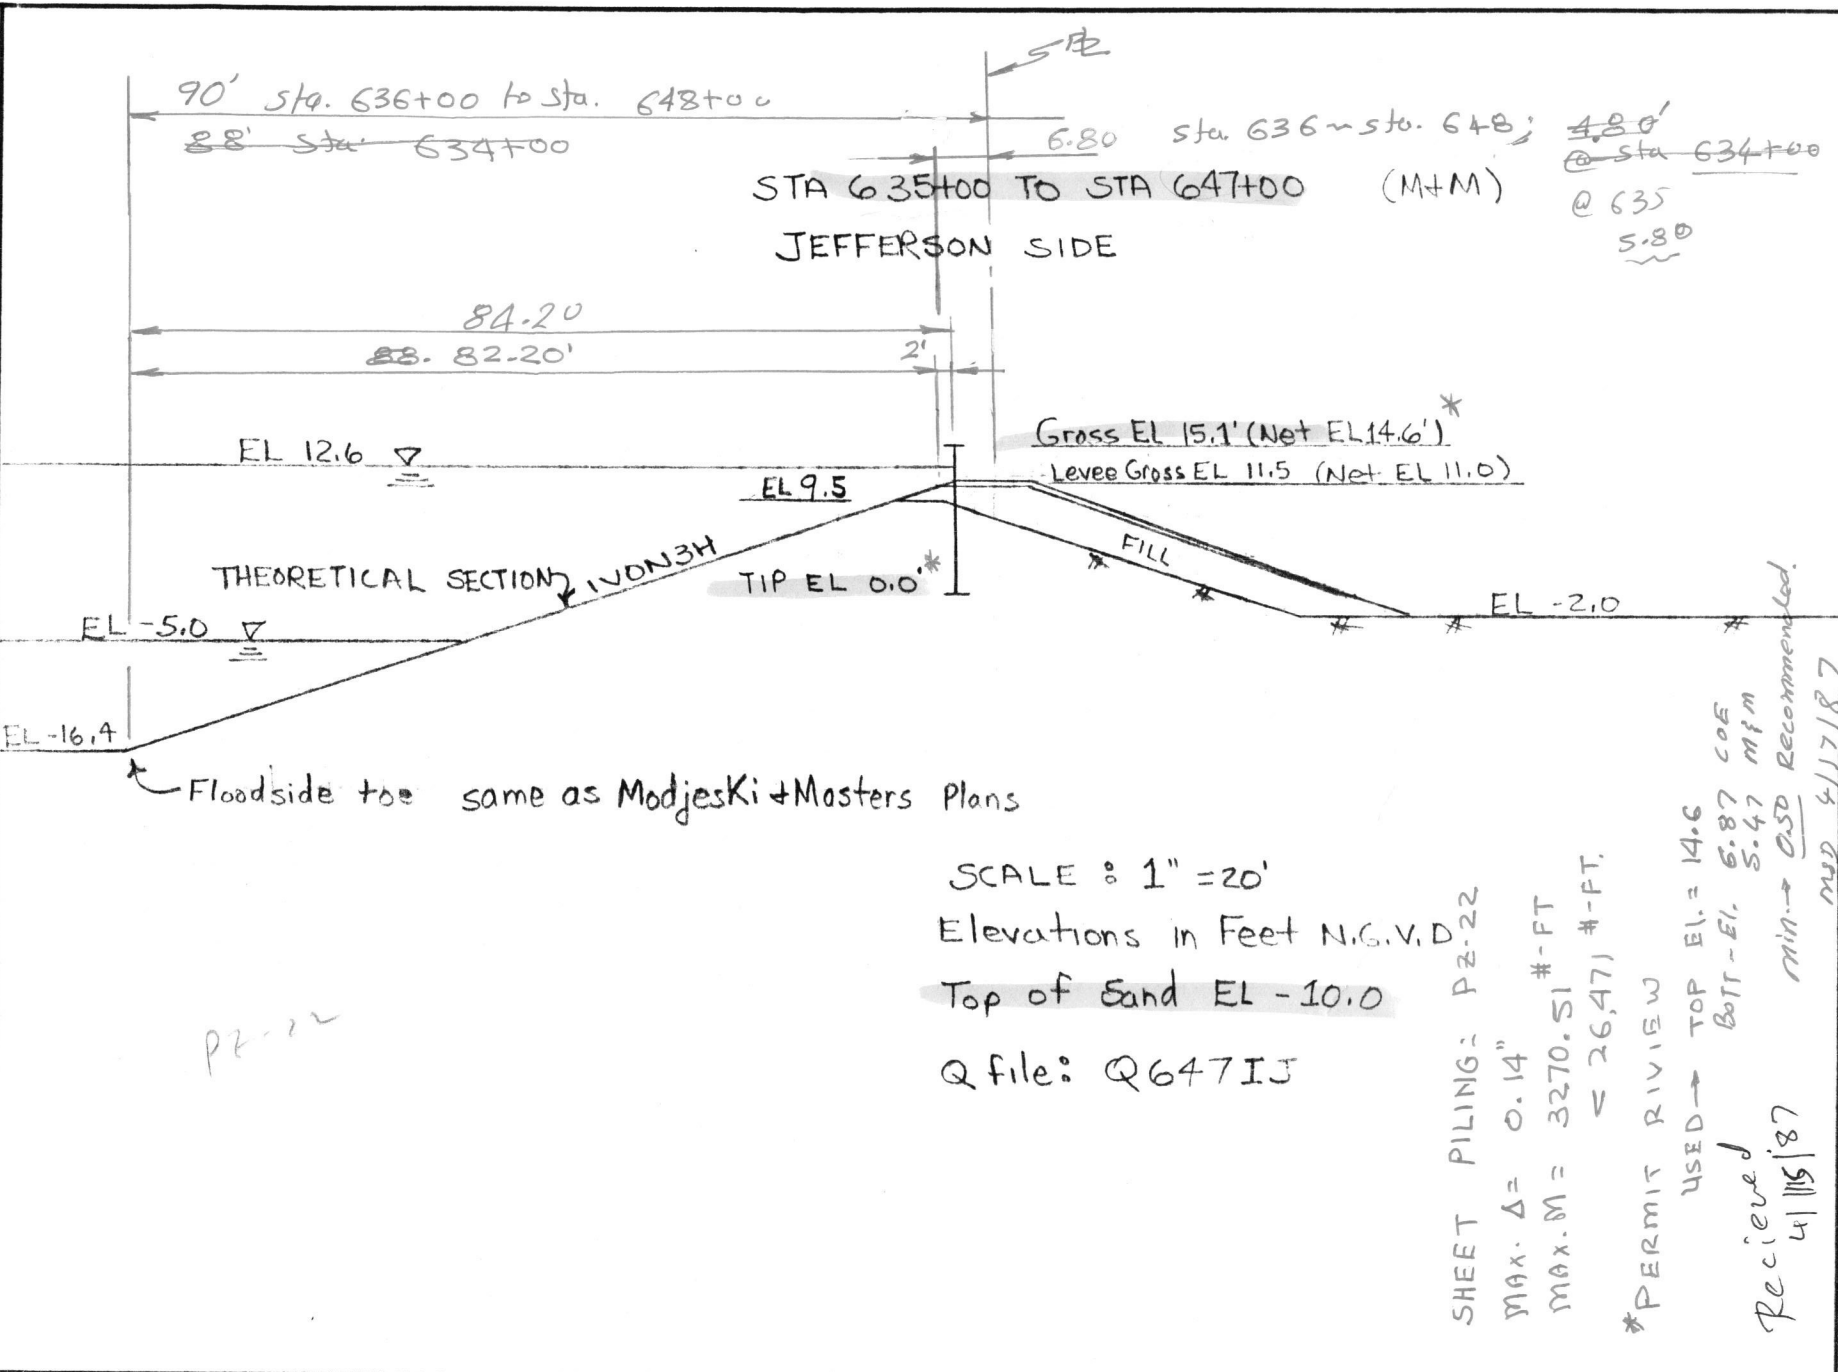 90' sta. 636+00 to sta. 648+00
88' sta 634+00
6.80 sta. 636 ~ sta. 648; 4.80'
@ sta 634+00
STA 635+00 TO STA 647+00 (M+M)
@ 635
5.80
JEFFERSON SIDE
84.20
88. 82.20' 2'
Gross EL 15.1' (Net EL 14.6') *
EL 12.6
Levee Gross EL 11.5 (Net EL 11.0)
EL 9.5
FILL
THEORETICAL SECTION 1VON3H
TIP EL 0.0' *
EL -2.0
EL -5.0
EL -16.4
Floodside toe same as Modjeski + Masters Plans
SCALE : 1" = 20'
Elevations in Feet N.G.V.D
Top of Sand EL -10.0
Q file: Q647IJ
PZ-22
SHEET PILING: PZ-22
MAX. Δ= 0.14"
MAX. M = 3270.51 #-FT
< 26,471 #-FT.
*PERMIT RIVIEW
USED → TOP El. = 14.6
BOTT-El. 6.87 COE
5.47 M&M
min. → 0.50 Recommended.
4/17/87
Recieved
4/15/87